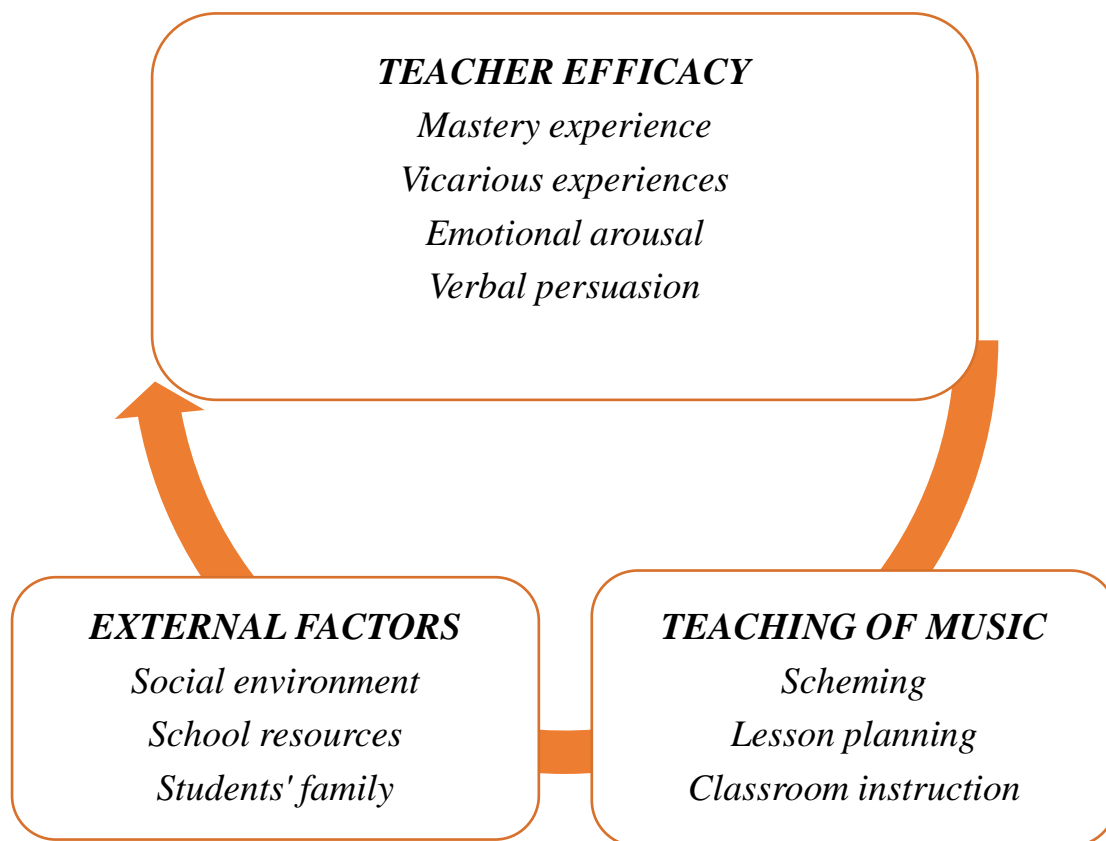 TEACHER EFFICACY
Mastery experience
Vicarious experiences
Emotional arousal
Verbal persuasion
EXTERNAL FACTORS
Social environment
School resources
Students' family
TEACHING OF MUSIC
Scheming
Lesson planning
Classroom instruction